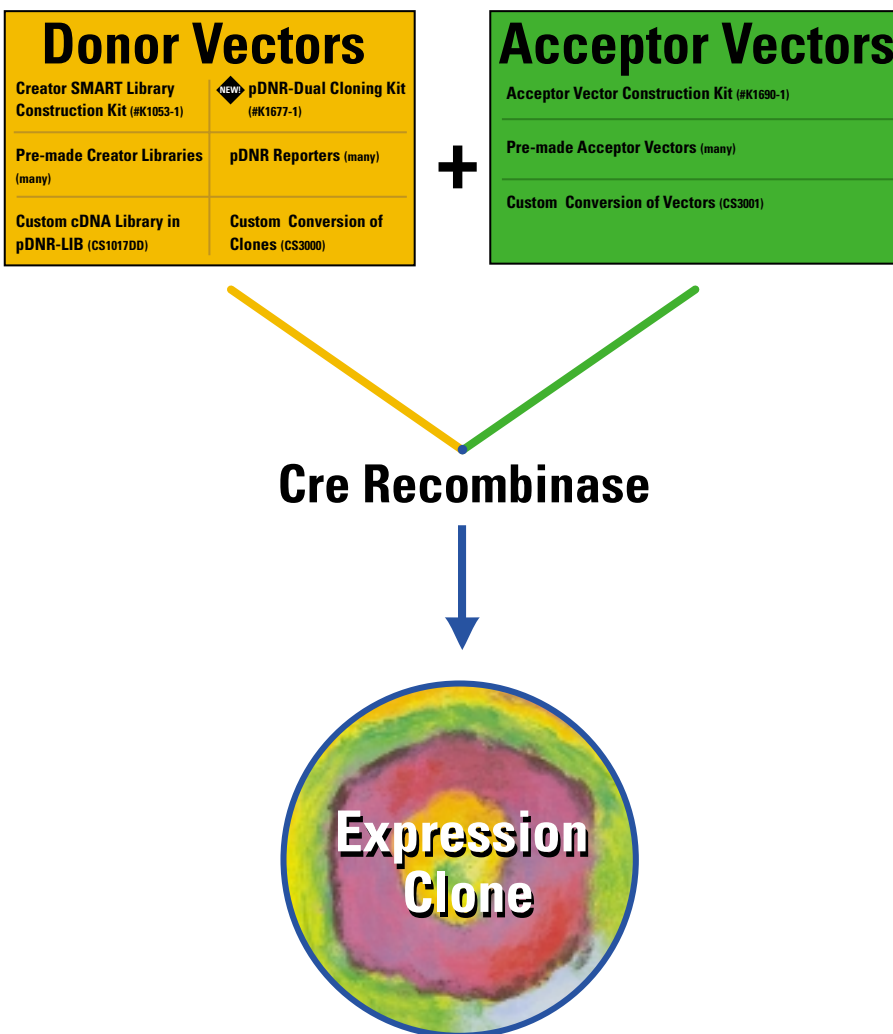 Donor Vectors
Creator SMART Library
Construction Kit (#K1053-1)
NEW! pDNR-Dual Cloning Kit
(#K1677-1)
Pre-made Creator Libraries
(many)
pDNR Reporters (many)
Custom cDNA Library in
pDNR-LIB (CS1017DD)
Custom Conversion of
Clones (CS3000)
+
Acceptor Vectors
Acceptor Vector Construction Kit (#K1690-1)
Pre-made Acceptor Vectors (many)
Custom Conversion of Vectors (CS3001)
Cre Recombinase
Expression
Clone